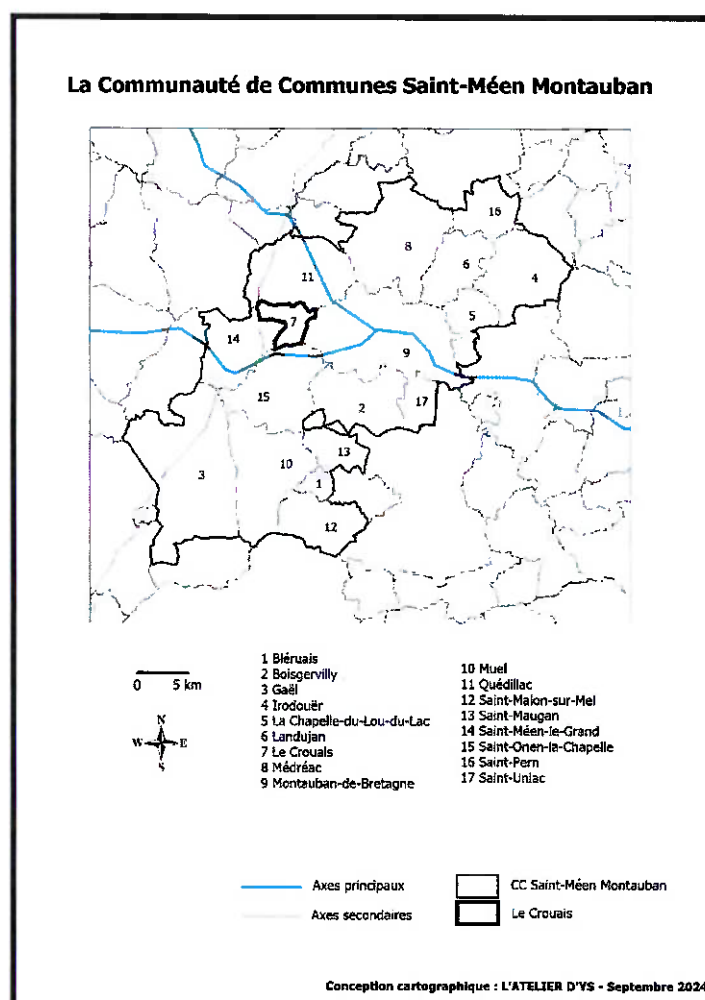 La Communauté de Communes Saint-Méen Montauban
16
8
6
4
11
5
7
14
9
15
2
17
13
3
10
1
12
0 5 km
N
W E
S
1 Bléruais
2 Boisgervilly
3 Gaël
4 Irodouër
5 La Chapelle-du-Lou-du-Lac
6 Landujan
7 Le Crouais
8 Médréac
9 Montauban-de-Bretagne
10 Muel
11 Quédillac
12 Saint-Malon-sur-Mel
13 Saint-Maugan
14 Saint-Méen-le-Grand
15 Saint-Onen-la-Chapelle
16 Saint-Pern
17 Saint-Uniac
Axes principaux
Axes secondaires
CC Saint-Méen Montauban
Le Crouais
Conception cartographique : L'ATELIER D'YS - Septembre 2024